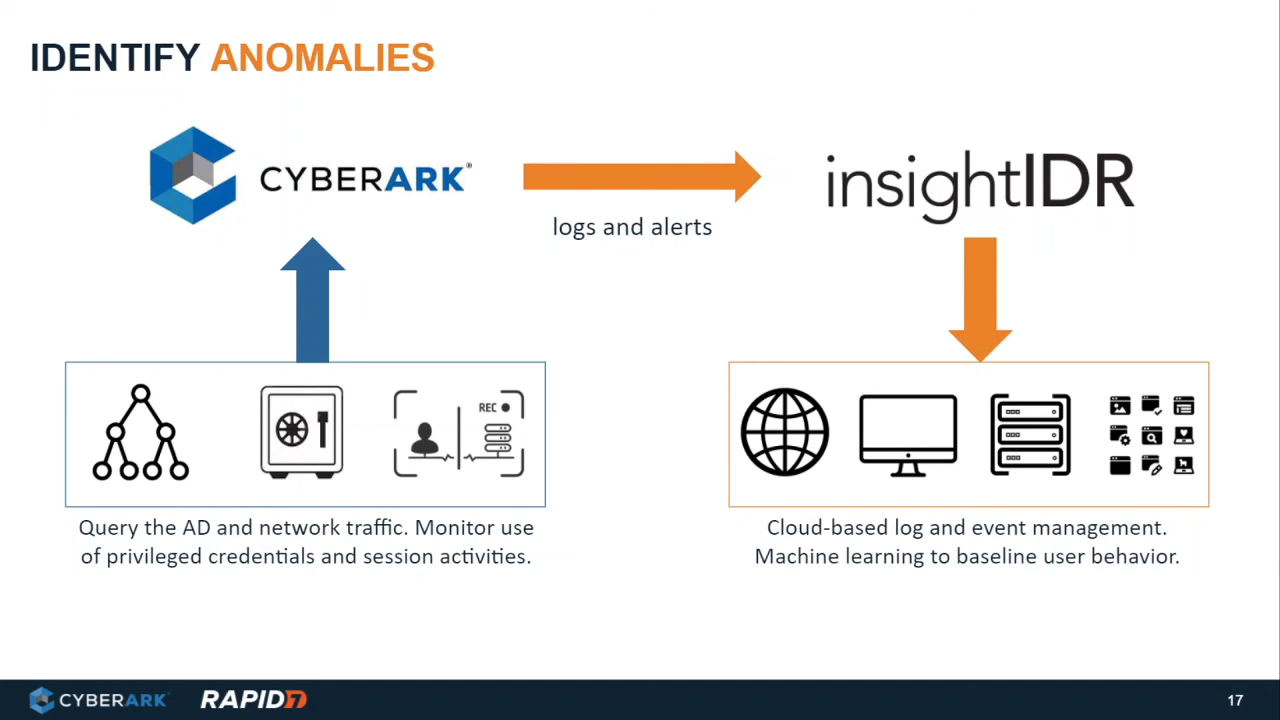 IDENTIFY ANOMALIES
CYBERARK®
insightIDR
logs and alerts
REC
Query the AD and network traffic. Monitor use
of privileged credentials and session activities.
Cloud-based log and event management.
Machine learning to baseline user behavior.
CYBERARK
RAPID7
17